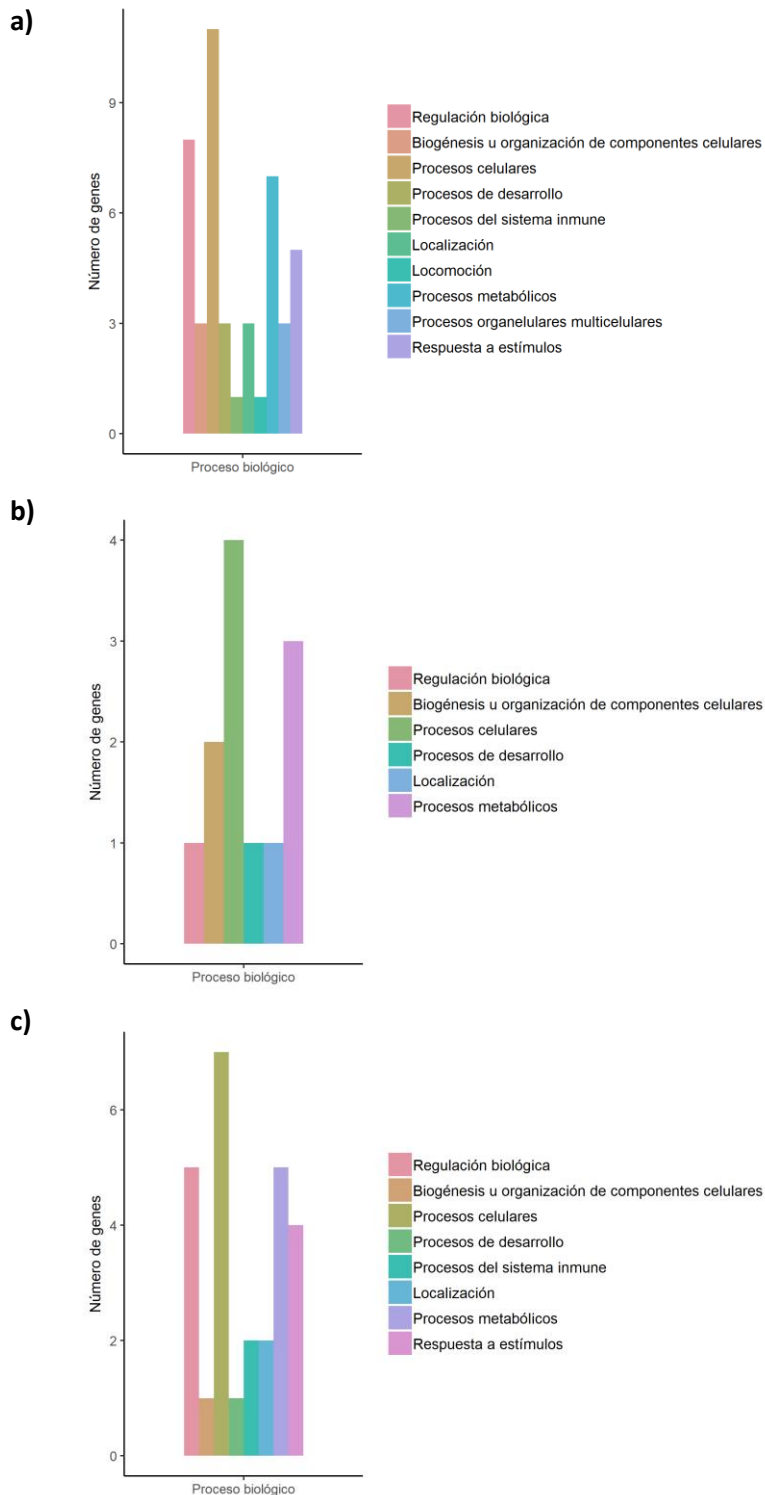 a)
Número de genes
9
6
3
0
Proceso biológico
Regulación biológica
Biogénesis u organización de componentes celulares
Procesos celulares
Procesos de desarrollo
Procesos del sistema inmune
Localización
Locomoción
Procesos metabólicos
Procesos organelulares multicelulares
Respuesta a estímulos
b)
Número de genes
4
3
2
1
0
Proceso biológico
Regulación biológica
Biogénesis u organización de componentes celulares
Procesos celulares
Procesos de desarrollo
Localización
Procesos metabólicos
c)
Número de genes
6
4
2
0
Proceso biológico
Regulación biológica
Biogénesis u organización de componentes celulares
Procesos celulares
Procesos de desarrollo
Procesos del sistema inmune
Localización
Procesos metabólicos
Respuesta a estímulos